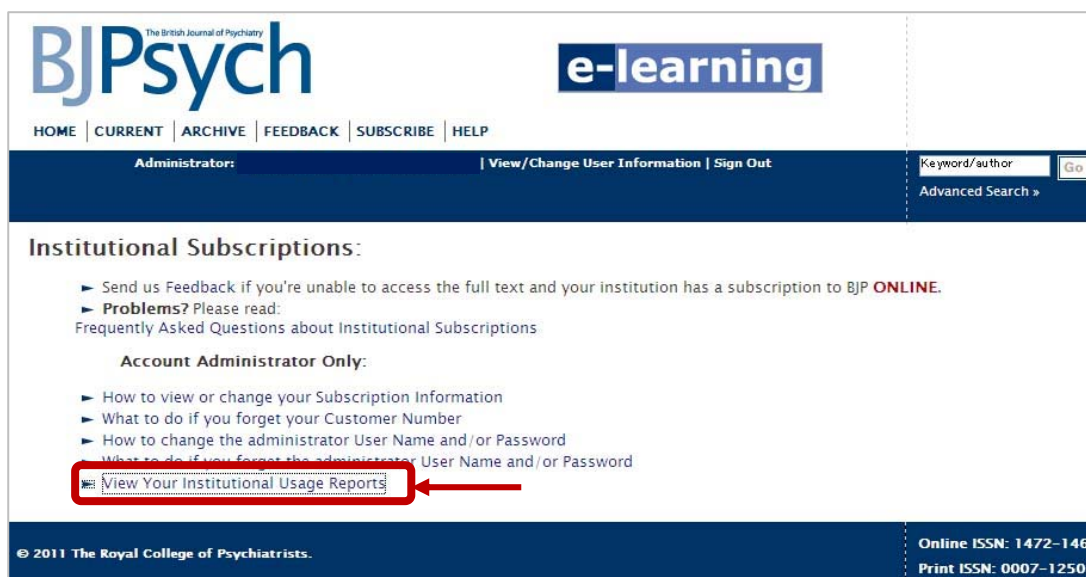 The British Journal of Psychiatry
BJPsych
e-learning
HOME | CURRENT | ARCHIVE | FEEDBACK | SUBSCRIBE | HELP
Administrator: | View/Change User Information | Sign Out
Keyword/author Go
Advanced Search »
Institutional Subscriptions:
► Send us Feedback if you're unable to access the full text and your institution has a subscription to BJP ONLINE.
► Problems? Please read:
Frequently Asked Questions about Institutional Subscriptions
Account Administrator Only:
► How to view or change your Subscription Information
► What to do if you forget your Customer Number
► How to change the administrator User Name and/or Password
► What to do if you forget the administrator User Name and/or Password
View Your Institutional Usage Reports
© 2011 The Royal College of Psychiatrists.
Online ISSN: 1472-146
Print ISSN: 0007-1250